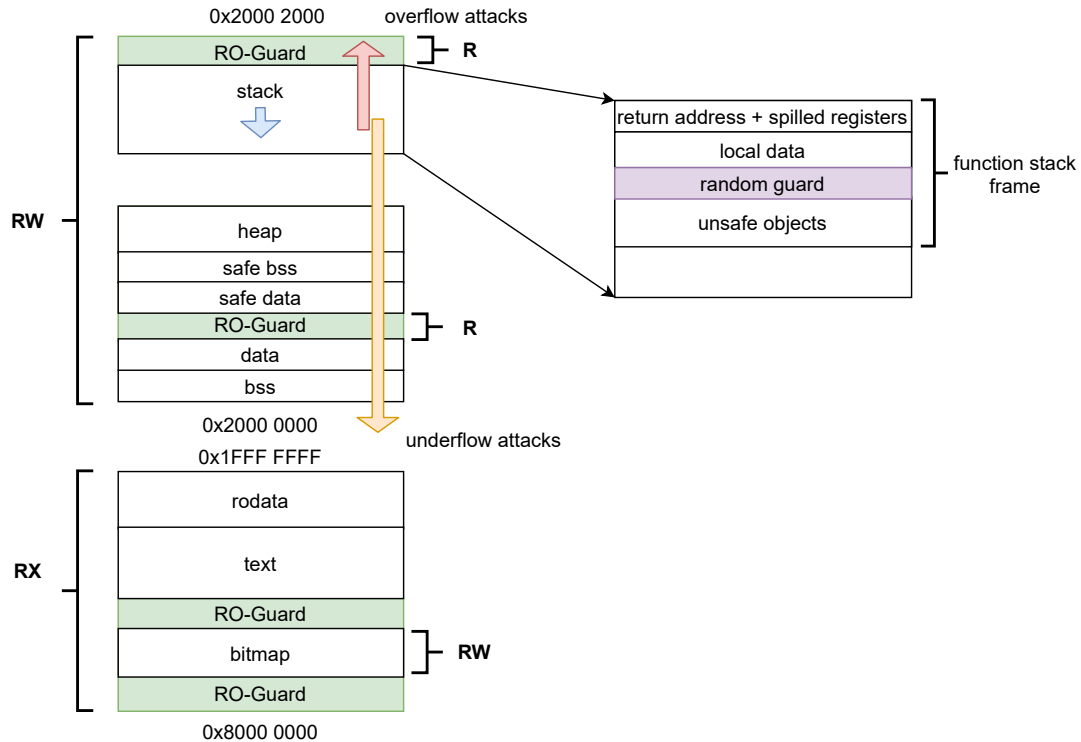 0x2000 2000
overflow attacks
RO-Guard
R
stack
return address + spilled registers
local data
random guard
unsafe objects
function stack
frame
RW
heap
safe bss
safe data
RO-Guard
R
data
bss
0x2000 0000
underflow attacks
0x1FFF FFFF
rodata
text
RX
RO-Guard
bitmap
RW
RO-Guard
0x8000 0000